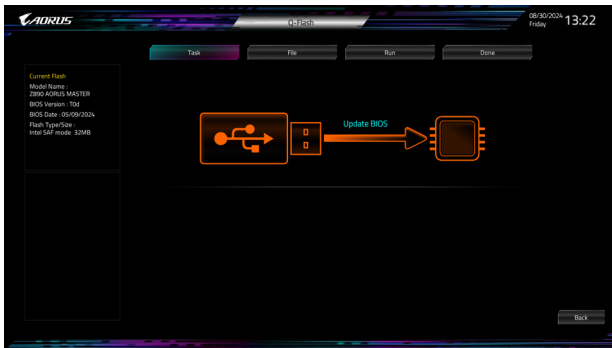 AORUS
Q-Flash
08/30/2024 13:22
Friday
Task
File
Run
Done
Current Flash
Model Name :
Z890 AORUS MASTER
BIOS Version : T0d
BIOS Date : 05/09/2024
Flash Type/Size :
Intel SAF mode 32MB
Update BIOS
Back